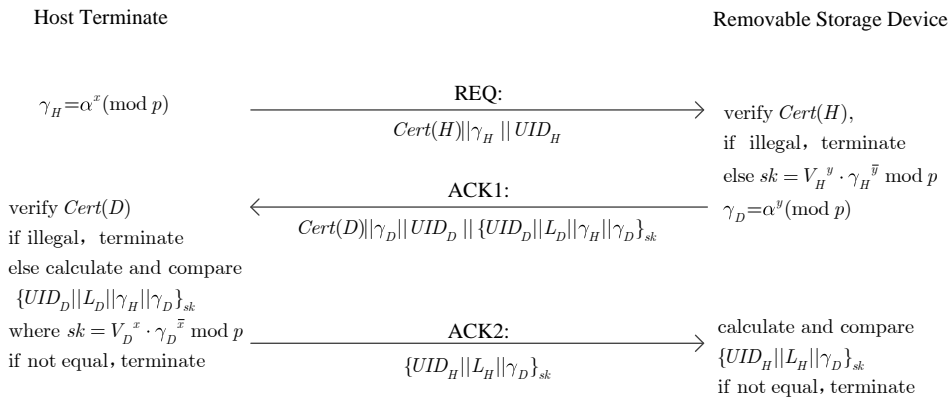 Host Terminate
Removable Storage Device
γ_H=α^x(mod p)
REQ:
Cert(H)||γ_H||UID_H
verify Cert(H),
if illegal，terminate
else sk = V_H^y · γ_H^ȳ mod p
γ_D=α^y(mod p)
ACK1:
Cert(D)||γ_D||UID_D||{UID_D||L_D||γ_H||γ_D}_sk
verify Cert(D)
if illegal，terminate
else calculate and compare
{UID_D||L_D||γ_H||γ_D}_sk
where sk = V_D^x · γ_D^x̄ mod p
if not equal,terminate
ACK2:
{UID_H||L_H||γ_D}_sk
calculate and compare
{UID_H||L_H||γ_D}_sk
if not equal,terminate